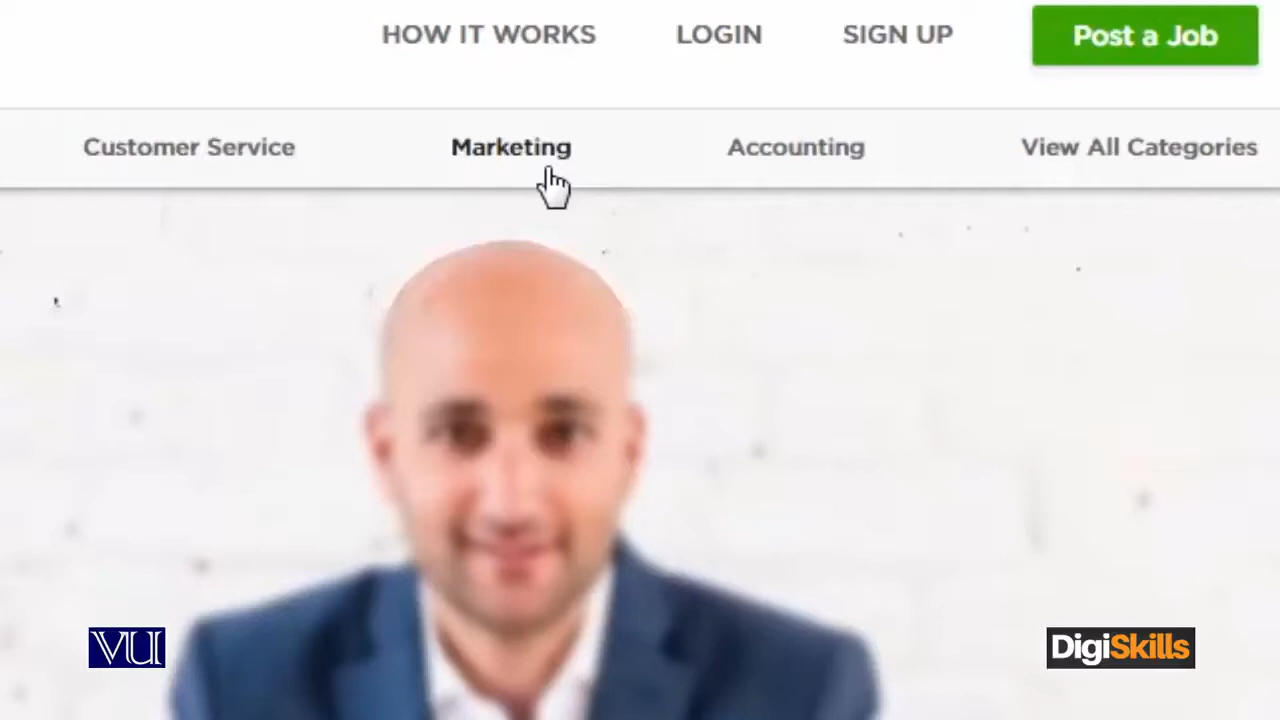 HOW IT WORKS LOGIN SIGN UP Post a Job
Customer Service Marketing Accounting View All Categories
VU DigiSkills